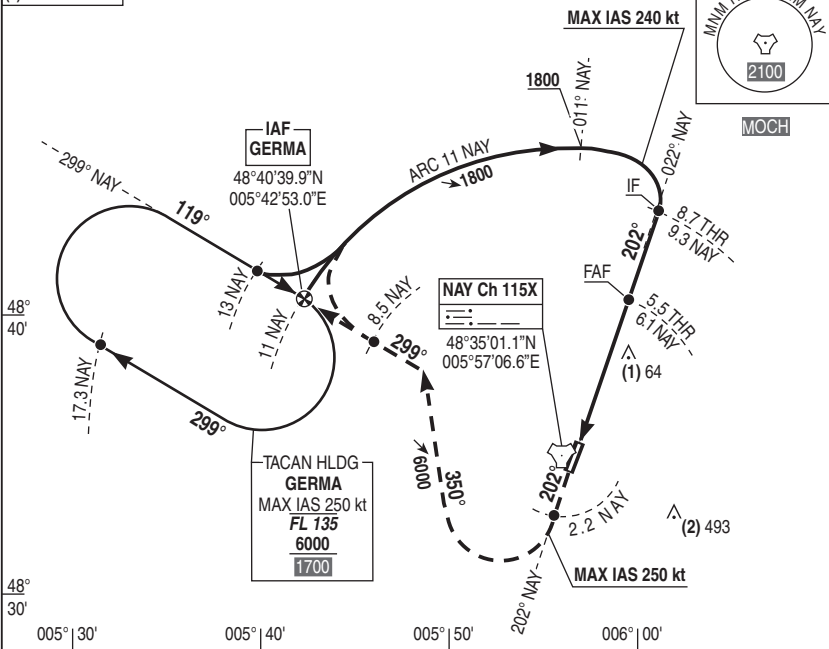 MAX IAS 240 kt
MNM
M NAY
2100
MOCH
1800
011° NAY
022° NAY
IAF
GERMA
48°40'39.9"N
005°42'53.0"E
ARC 11 NAY
1800
299° NAY
119°
IF
8.7 THR
9.3 NAY
202°
13 NAY
11 NAY
FAF
5.5 THR
6.1 NAY
48°
40'
8.5 NAY
299°
NAY Ch 115X
48°35'01.1"N
005°57'06.6"E
(1) 64
17.3 NAY
299°
6000
350°
202°
2.2 NAY
(2) 493
TACAN HLDG
GERMA
MAX IAS 250 kt
FL 135
6000
1700
MAX IAS 250 kt
202° NAY
48°
30'
005° 30'
005° 40'
005° 50'
006° 00'